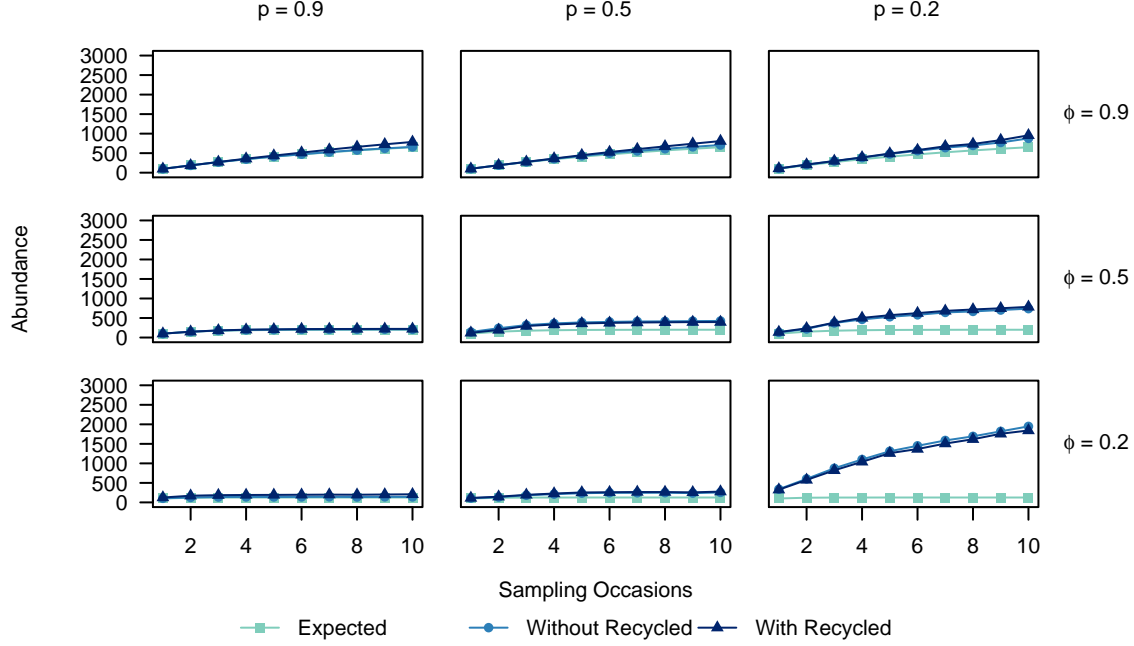 p = 0.9 p = 0.5 p = 0.2
3000
2500
2000
1500
1000
500
0
ϕ = 0.9
3000
2500
2000
1500
1000
500
0
ϕ = 0.5
Abundance
3000
2500
2000
1500
1000
500
0
ϕ = 0.2
2 4 6 8 10 2 4 6 8 10 2 4 6 8 10
Sampling Occasions
Expected Without Recycled With Recycled